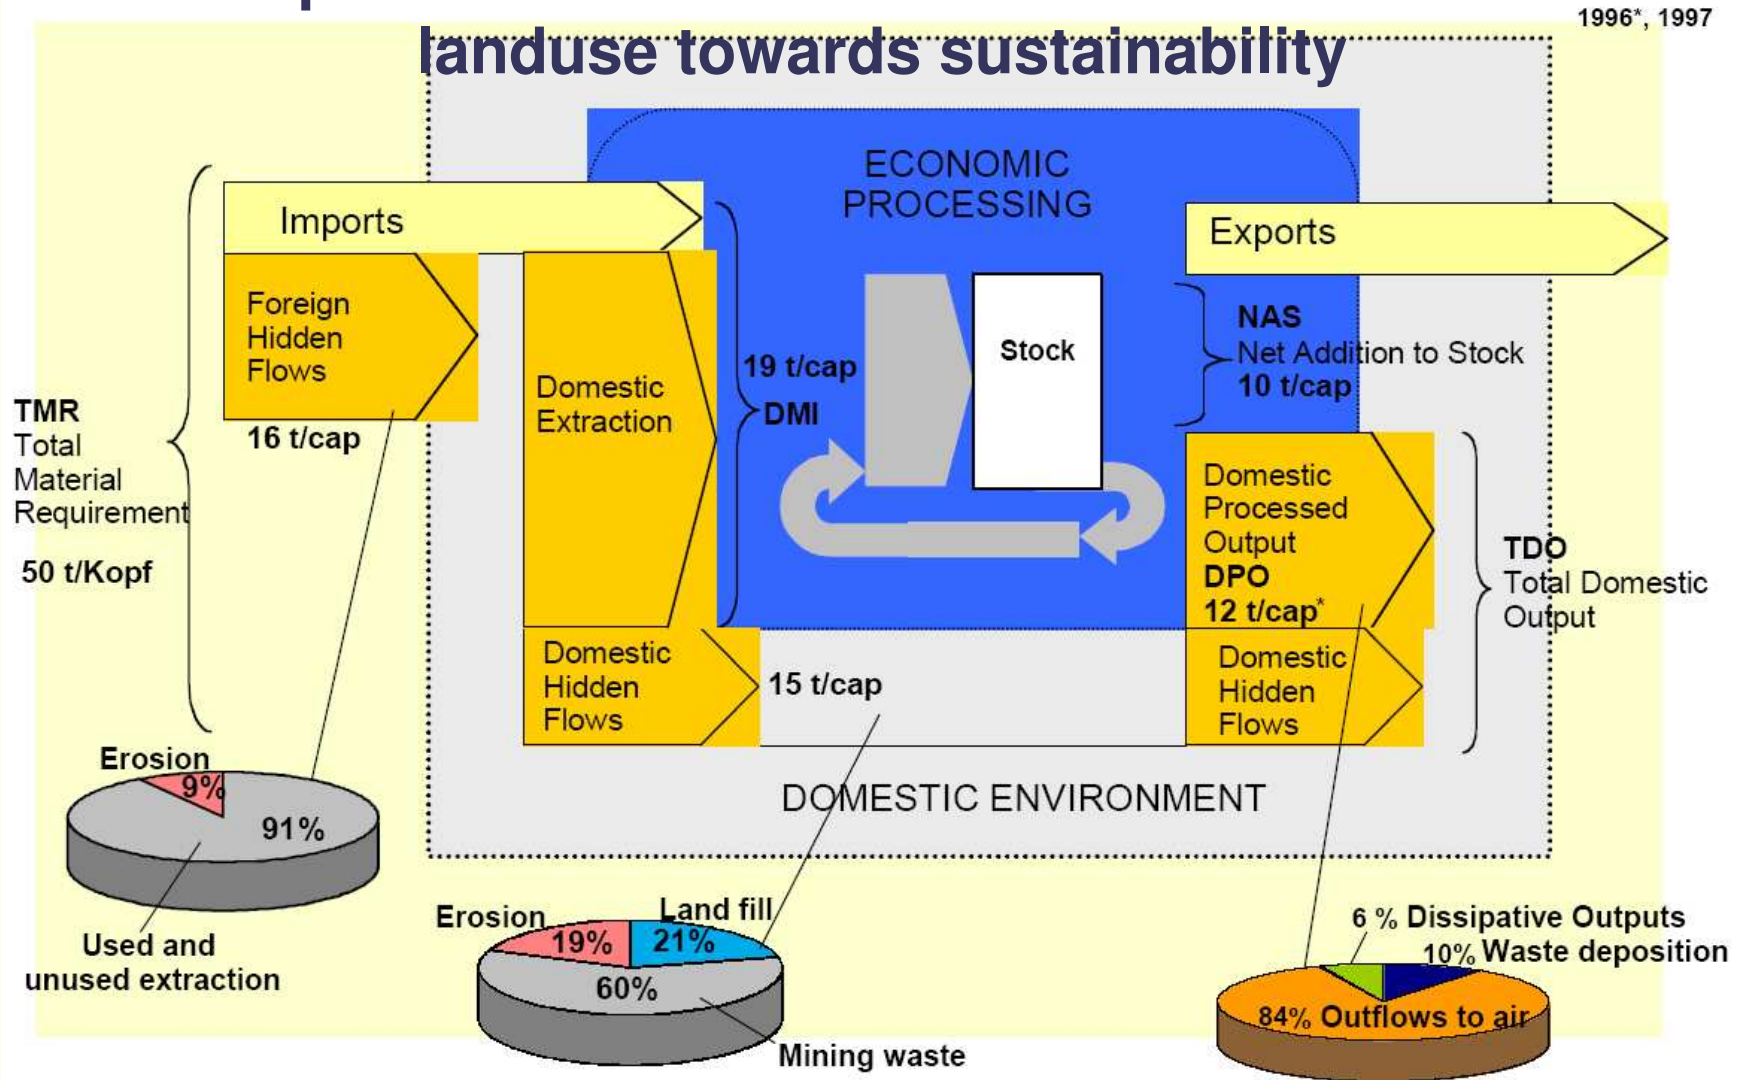 1996*, 1997
landuse towards sustainability
ECONOMIC
PROCESSING
Imports
Exports
Foreign
Hidden
Flows
16 t/cap
Domestic
Extraction
19 t/cap
DMI
Stock
NAS
Net Addition to Stock
10 t/cap
TMR
Total
Material
Requirement
50 t/Kopf
Domestic
Processed
Output
DPO
12 t/cap*
TDO
Total Domestic
Output
Domestic
Hidden
Flows
15 t/cap
Domestic
Hidden
Flows
DOMESTIC ENVIRONMENT
Erosion
9%
91%
Used and
unused extraction
Erosion
19%
Land fill
21%
60%
Mining waste
6 % Dissipative Outputs
10% Waste deposition
84% Outflows to air